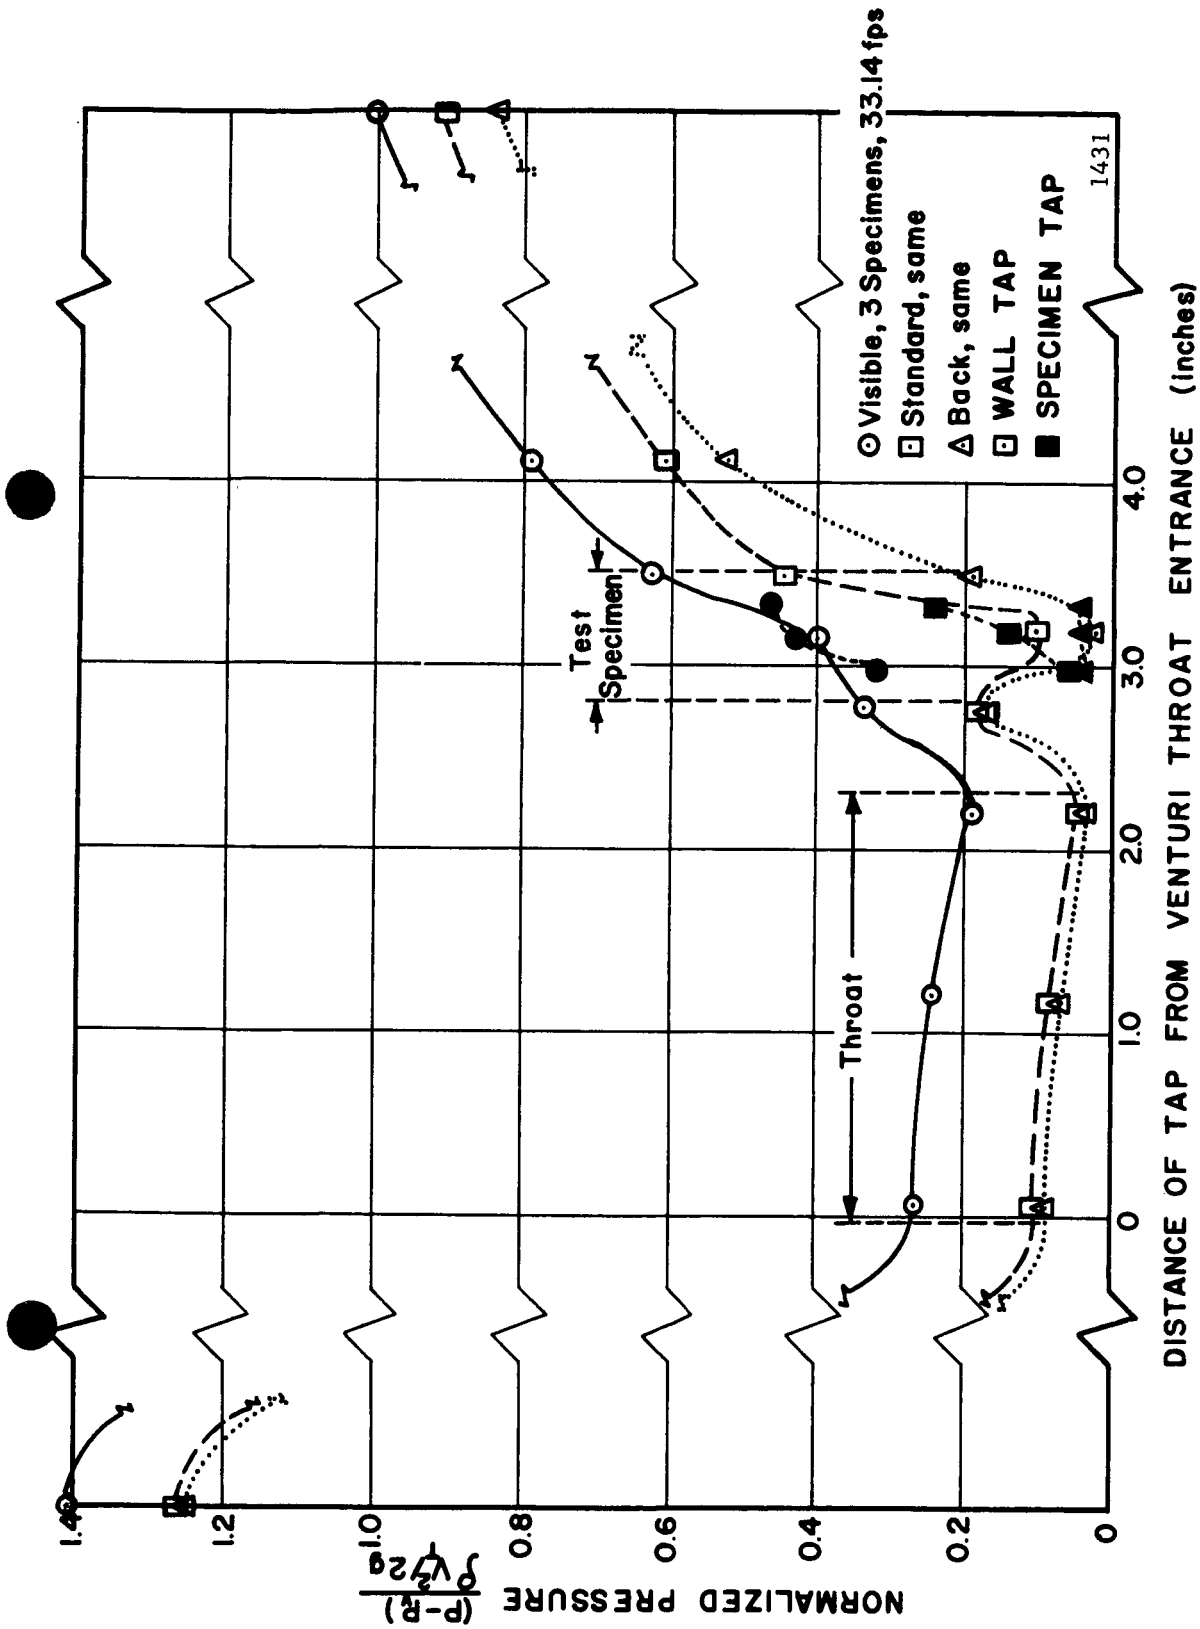 NORMALIZED PRESSURE
(P-Pv)
ρV²T/2g
1.4
1.2
1.0
0.8
0.6
0.4
0.2
0
0
1.0
2.0
3.0
4.0
Throat
Test
Specimen
Visible, 3 Specimens, 33.14 fps
Standard, same
Back, same
WALL TAP
SPECIMEN TAP
1431
DISTANCE OF TAP FROM VENTURI THROAT ENTRANCE (inches)